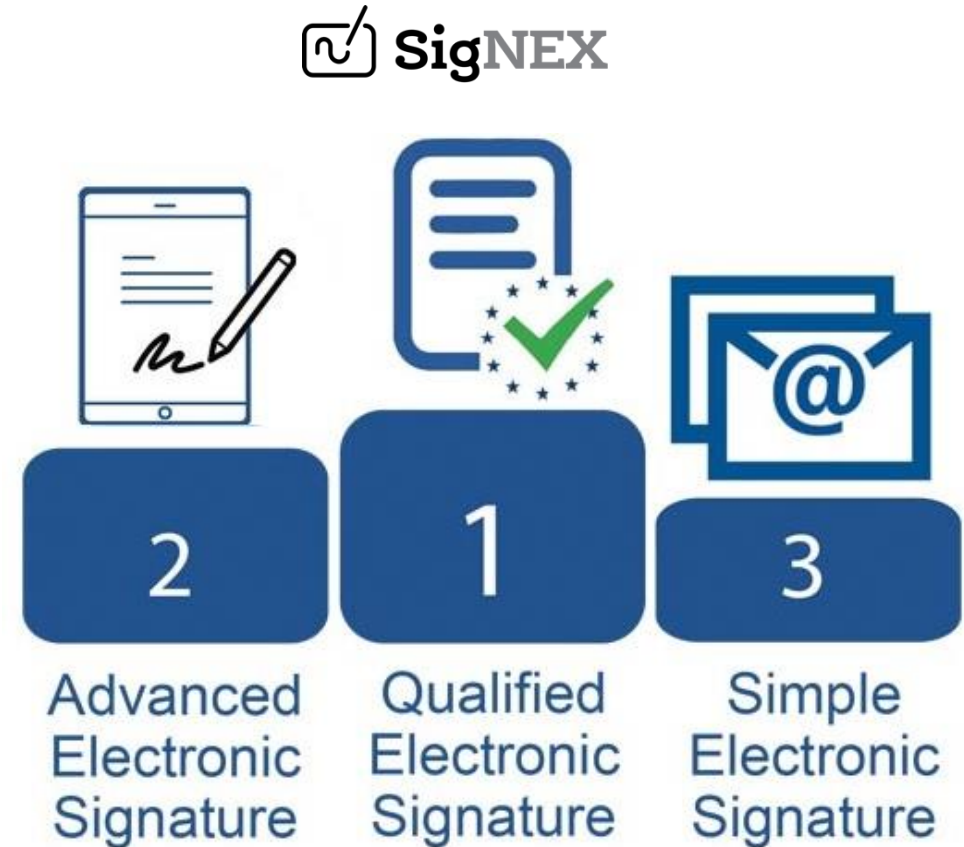 SigNEX
2
1
3
@
Advanced
Electronic
Signature
Qualified
Electronic
Signature
Simple
Electronic
Signature